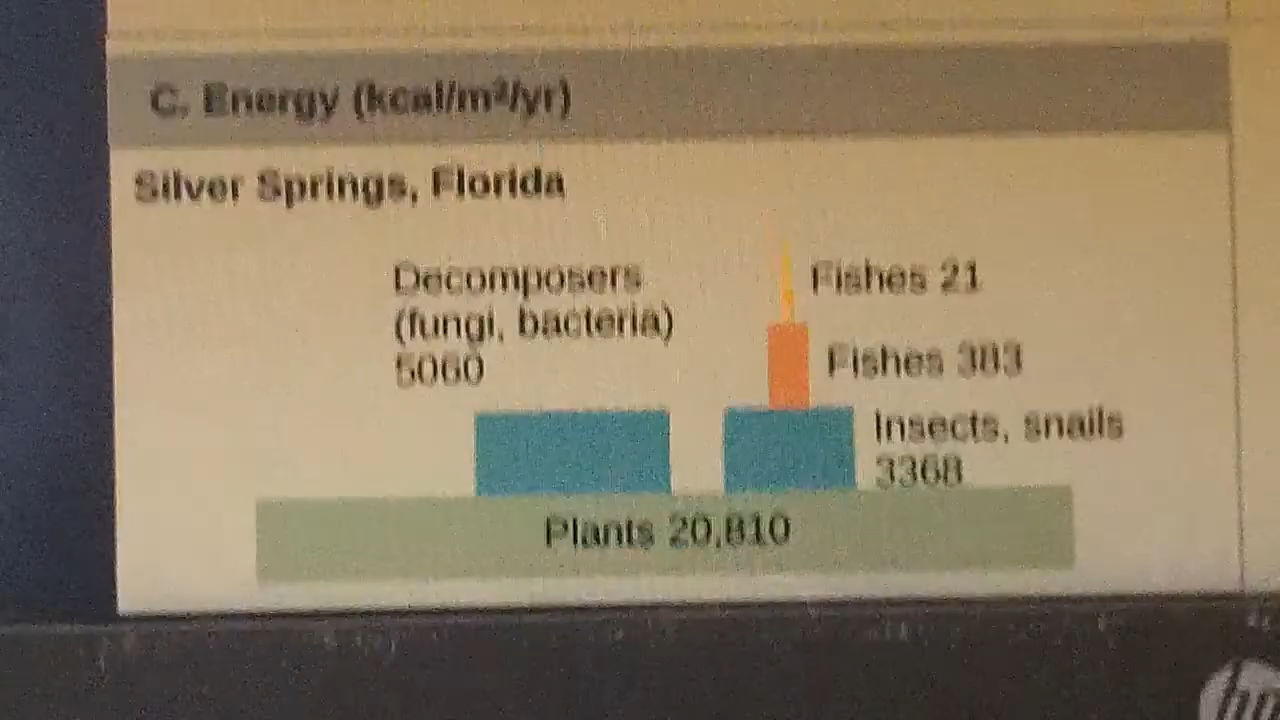 C. Energy (kcal/m²/yr)
Silver Springs, Florida
Decomposers
(fungi, bacteria)
5060
Fishes 21
Fishes 383
Insects, snails
3368
Plants 20,810
hp